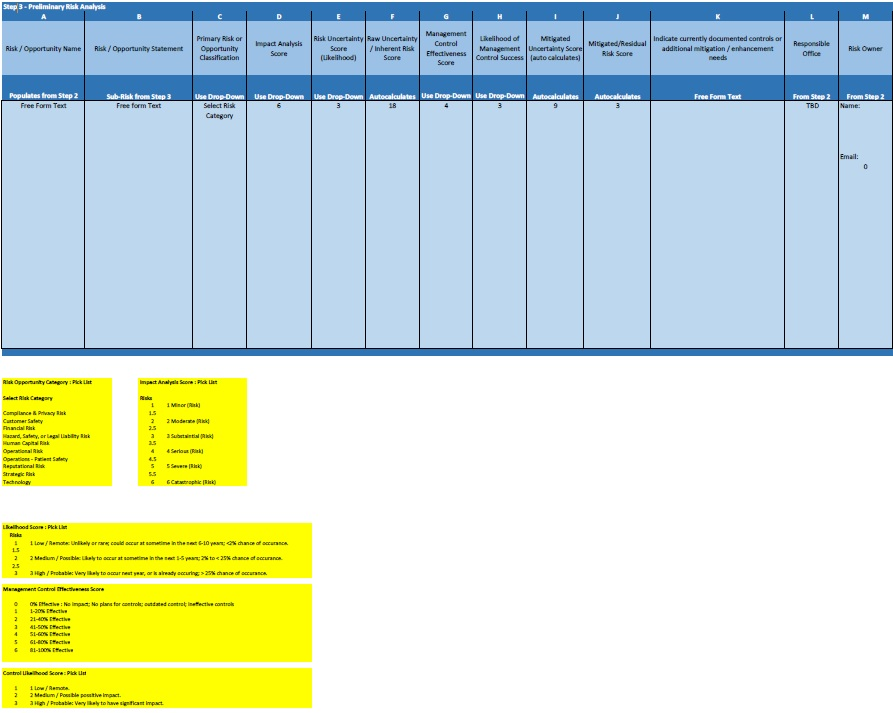 Step 3 - Preliminary Risk Analysis
A B C D E F G H I J K L M
Risk / Opportunity Name
Risk / Opportunity Statement
Primary Risk or Opportunity Classification
Impact Analysis Score
Risk Uncertainty Score (Likelihood)
Raw Uncertainty / Inherent Risk Score
Management Control Effectiveness Score
Likelihood of Management Control Success
Mitigated Uncertainty Score (auto calculates)
Mitigated/Residual Risk Score
Indicate currently documented controls or additional mitigation / enhancement needs
Responsible Office
Risk Owner
Populates from Step 2 Sub-Risk from Step 3 Use Drop-Down Use Drop-Down Use Drop-Down Autocalculates Use Drop-Down Use Drop-Down Autocalculates Autocalculates Free Form Text From Step 2 From Step 2
Free Form Text Free form Text Select Risk Category 6 3 18 4 3 9 3 TBD Name:
Email:
0
Risk Opportunity Category : Pick List
Select Risk Category
Compliance & Privacy Risk
Customer Safety
Financial Risk
Hazard, Safety, or Legal Liability Risk
Human Capital Risk
Operational Risk
Operations - Patient Safety
Reputational Risk
Strategic Risk
Technology
Impact Analysis Score : Pick List
Risks
1 1 Minor (Risk)
1.5
2 2 Moderate (Risk)
2.5
3 3 Substaintial (Risk)
3.5
4 4 Serious (Risk)
4.5
5 5 Severe (Risk)
5.5
6 6 Catastrophic (Risk)
Likelihood Score : Pick List
Risks
1 1 Low / Remote: Unlikely or rare; could occur at sometime in the next 6-10 years; <2% chance of occurance.
1.5
2 2 Medium / Possible: Likely to occur at sometime in the next 1-5 years; 2% to < 25% chance of occurance.
2.5
3 3 High / Probable: Very likely to occur next year, or is already occuring; > 25% chance of occurance.
Management Control Effectiveness Score
0 0% Effective : No Impact; No plans for controls; outdated control; ineffective controls
1 1-20% Effective
2 21-40% Effective
3 41-50% Effective
4 51-60% Effective
5 61-80% Effective
6 81-100% Effective
Control Likelihood Score : Pick List
1 1 Low / Remote.
2 2 Medium / Possible possitive impact.
3 3 High / Probable: Very likely to have significant impact.